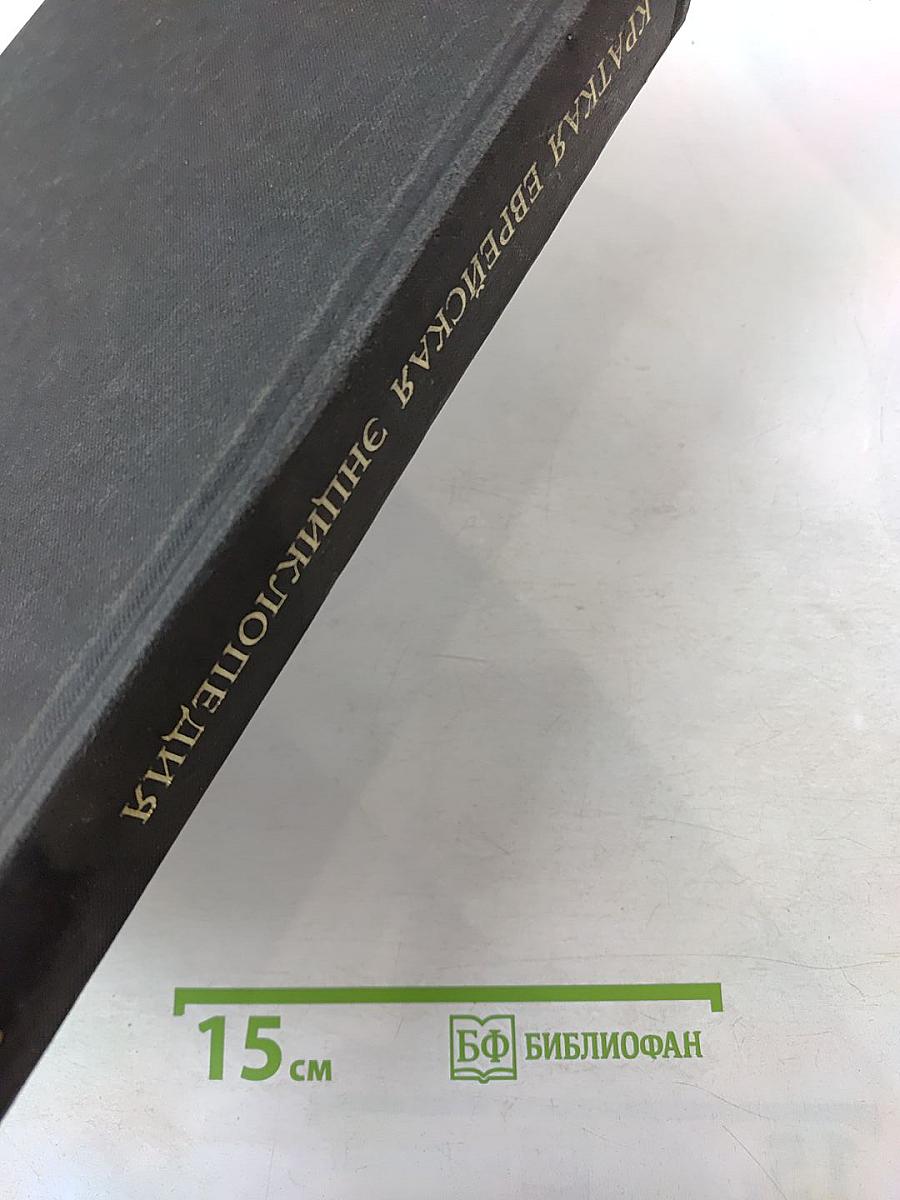 КРАТКАЯ ЕВРЕЙСКАЯ ЭНЦИКЛОПЕДИЯ
15 см
БФ БИБЛИОФАН